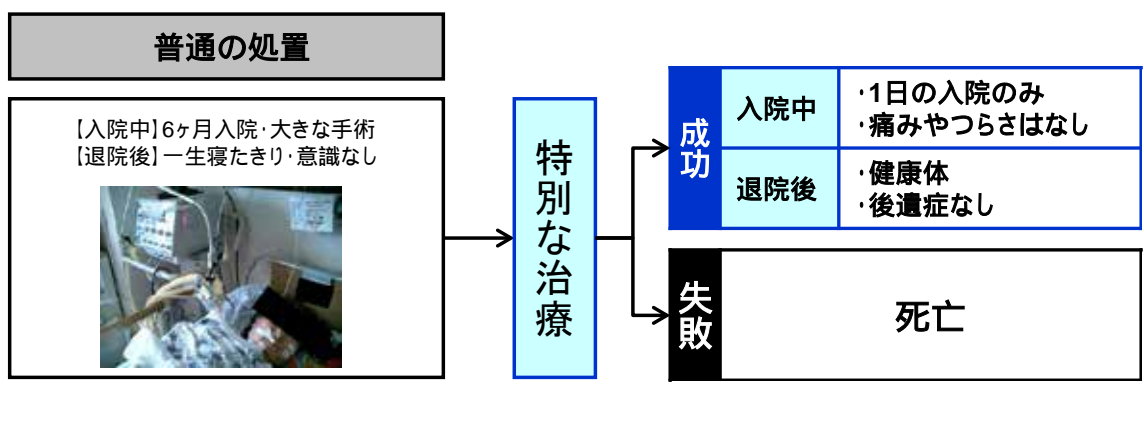 普通の処置
【入院中】6ヶ月入院・大きな手術
【退院後】一生寝たきり・意識なし
特別な治療
成功
入院中
・1日の入院のみ
・痛みやつらさはなし
退院後
・健康体
・後遺症なし
失敗
死亡